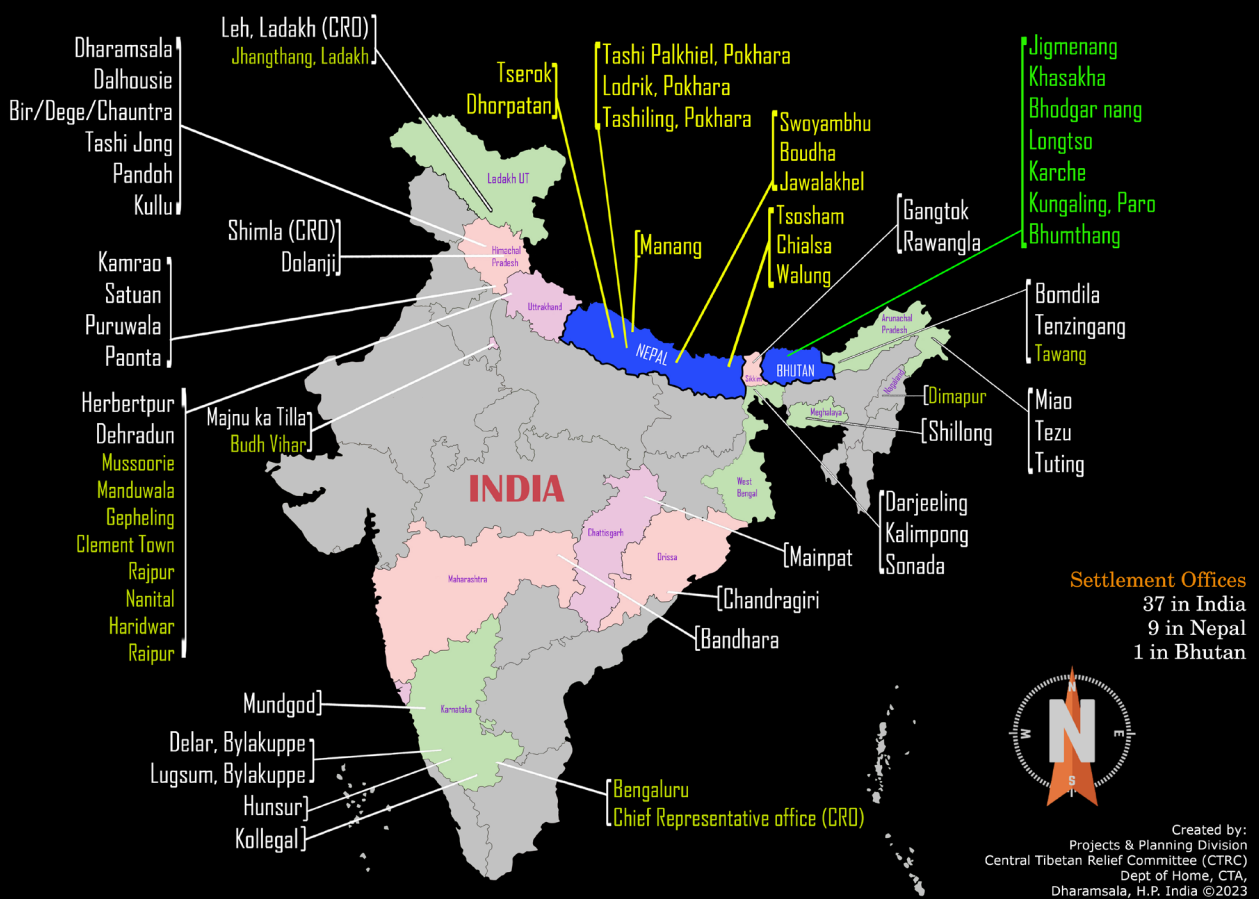 Leh, Ladakh (CRO)
Jhangthang, Ladakh
Dharamsala
Dalhousie
Bir/Dege/Chauntra
Tashi Jong
Pandoh
Kullu
Tserok
Dhorpatan
Tashi Palkhiel, Pokhara
Lodrik, Pokhara
Tashiling, Pokhara
Swoyambhu
Boudha
Jawalakhel
Jigmenang
Khasakha
Bhodgar nang
Longtso
Karche
Kungaling, Paro
Bhumthang
Shimla (CRO)
Dolanji
Manang
Tsosham
Chialsa
Walung
Gangtok
Rawangla
Kamrao
Satuan
Puruwala
Paonta
Bomdila
Tenzingang
Tawang
Herbertpur
Dehradun
Mussoorie
Manduwala
Gepheling
Clement Town
Rajpur
Nanital
Haridwar
Raipur
Majnu ka Tilla
Budh Vihar
Dimapur
Shillong
Miao
Tezu
Tuting
Darjeeling
Kalimpong
Sonada
Mainpat
Chandragiri
Bandhara
Mundgod
Delar, Bylakuppe
Lugsum, Bylakuppe
Hunsur
Kollegal
Bengaluru
Chief Representative office (CRO)
Ladakh UT
Himachal
Pradesh
Uttrakhand
NEPAL
Sikkim
BHUTAN
Arunachal
Pradesh
Nagaland
Meghalaya
INDIA
West
Bengal
Chattisgarh
Orissa
Maharashtra
Karnataka
Settlement Offices
37 in India
9 in Nepal
1 in Bhutan
N
W
N
E
S
Created by:
Projects & Planning Division
Central Tibetan Relief Committee (CTRC)
Dept of Home, CTA,
Dharamsala, H.P. India ©2023